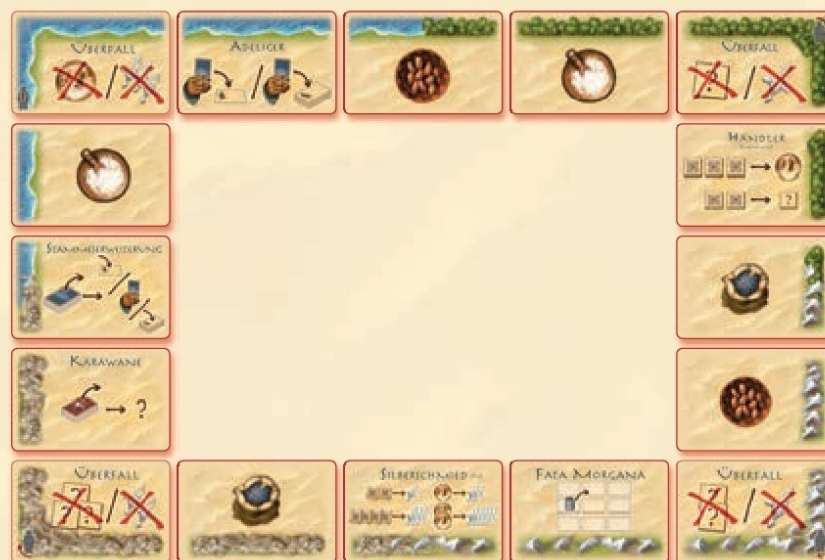 ÜBERFALL
ADELIGER
ÜBERFALL
/
/
/
HÄNDLER
?
STAMMESERWEITERUNG
/
/
KARAWANE
?
ÜBERFALL
SILBERSCHMIED
FATA MORGANA
ÜBERFALL
/
/